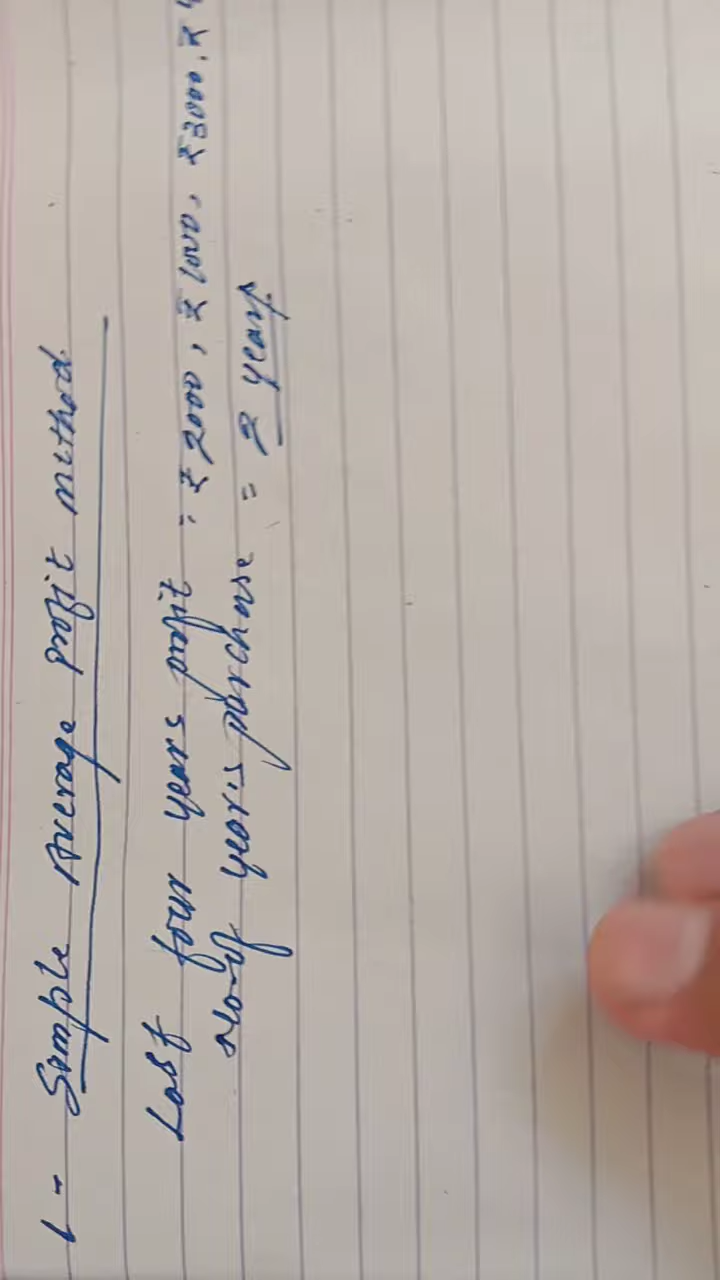 1 - Simple Average profit method
Last four years profit : ₹ 2000, ₹ 1000, ₹ 3000, ₹
No. of year's purchase = 2 years